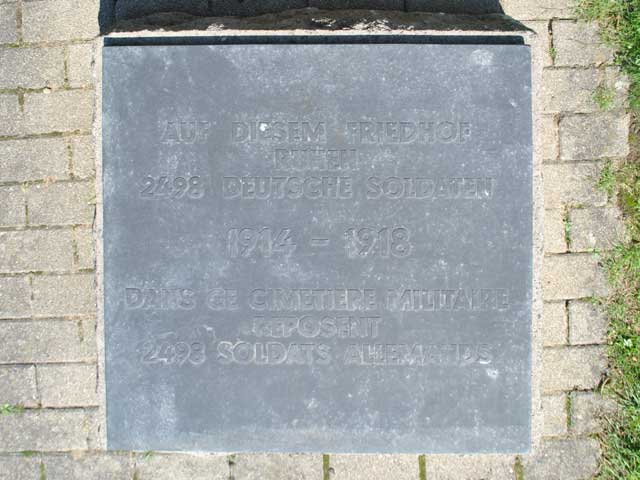 AUF DIESEM FRIEDHOF
RUHEN
2498 DEUTSCHE SOLDATEN
1914 - 1918
DANS CE CIMETIERE MILITAIRE
REPOSENT
2498 SOLDATS ALLEMANDS